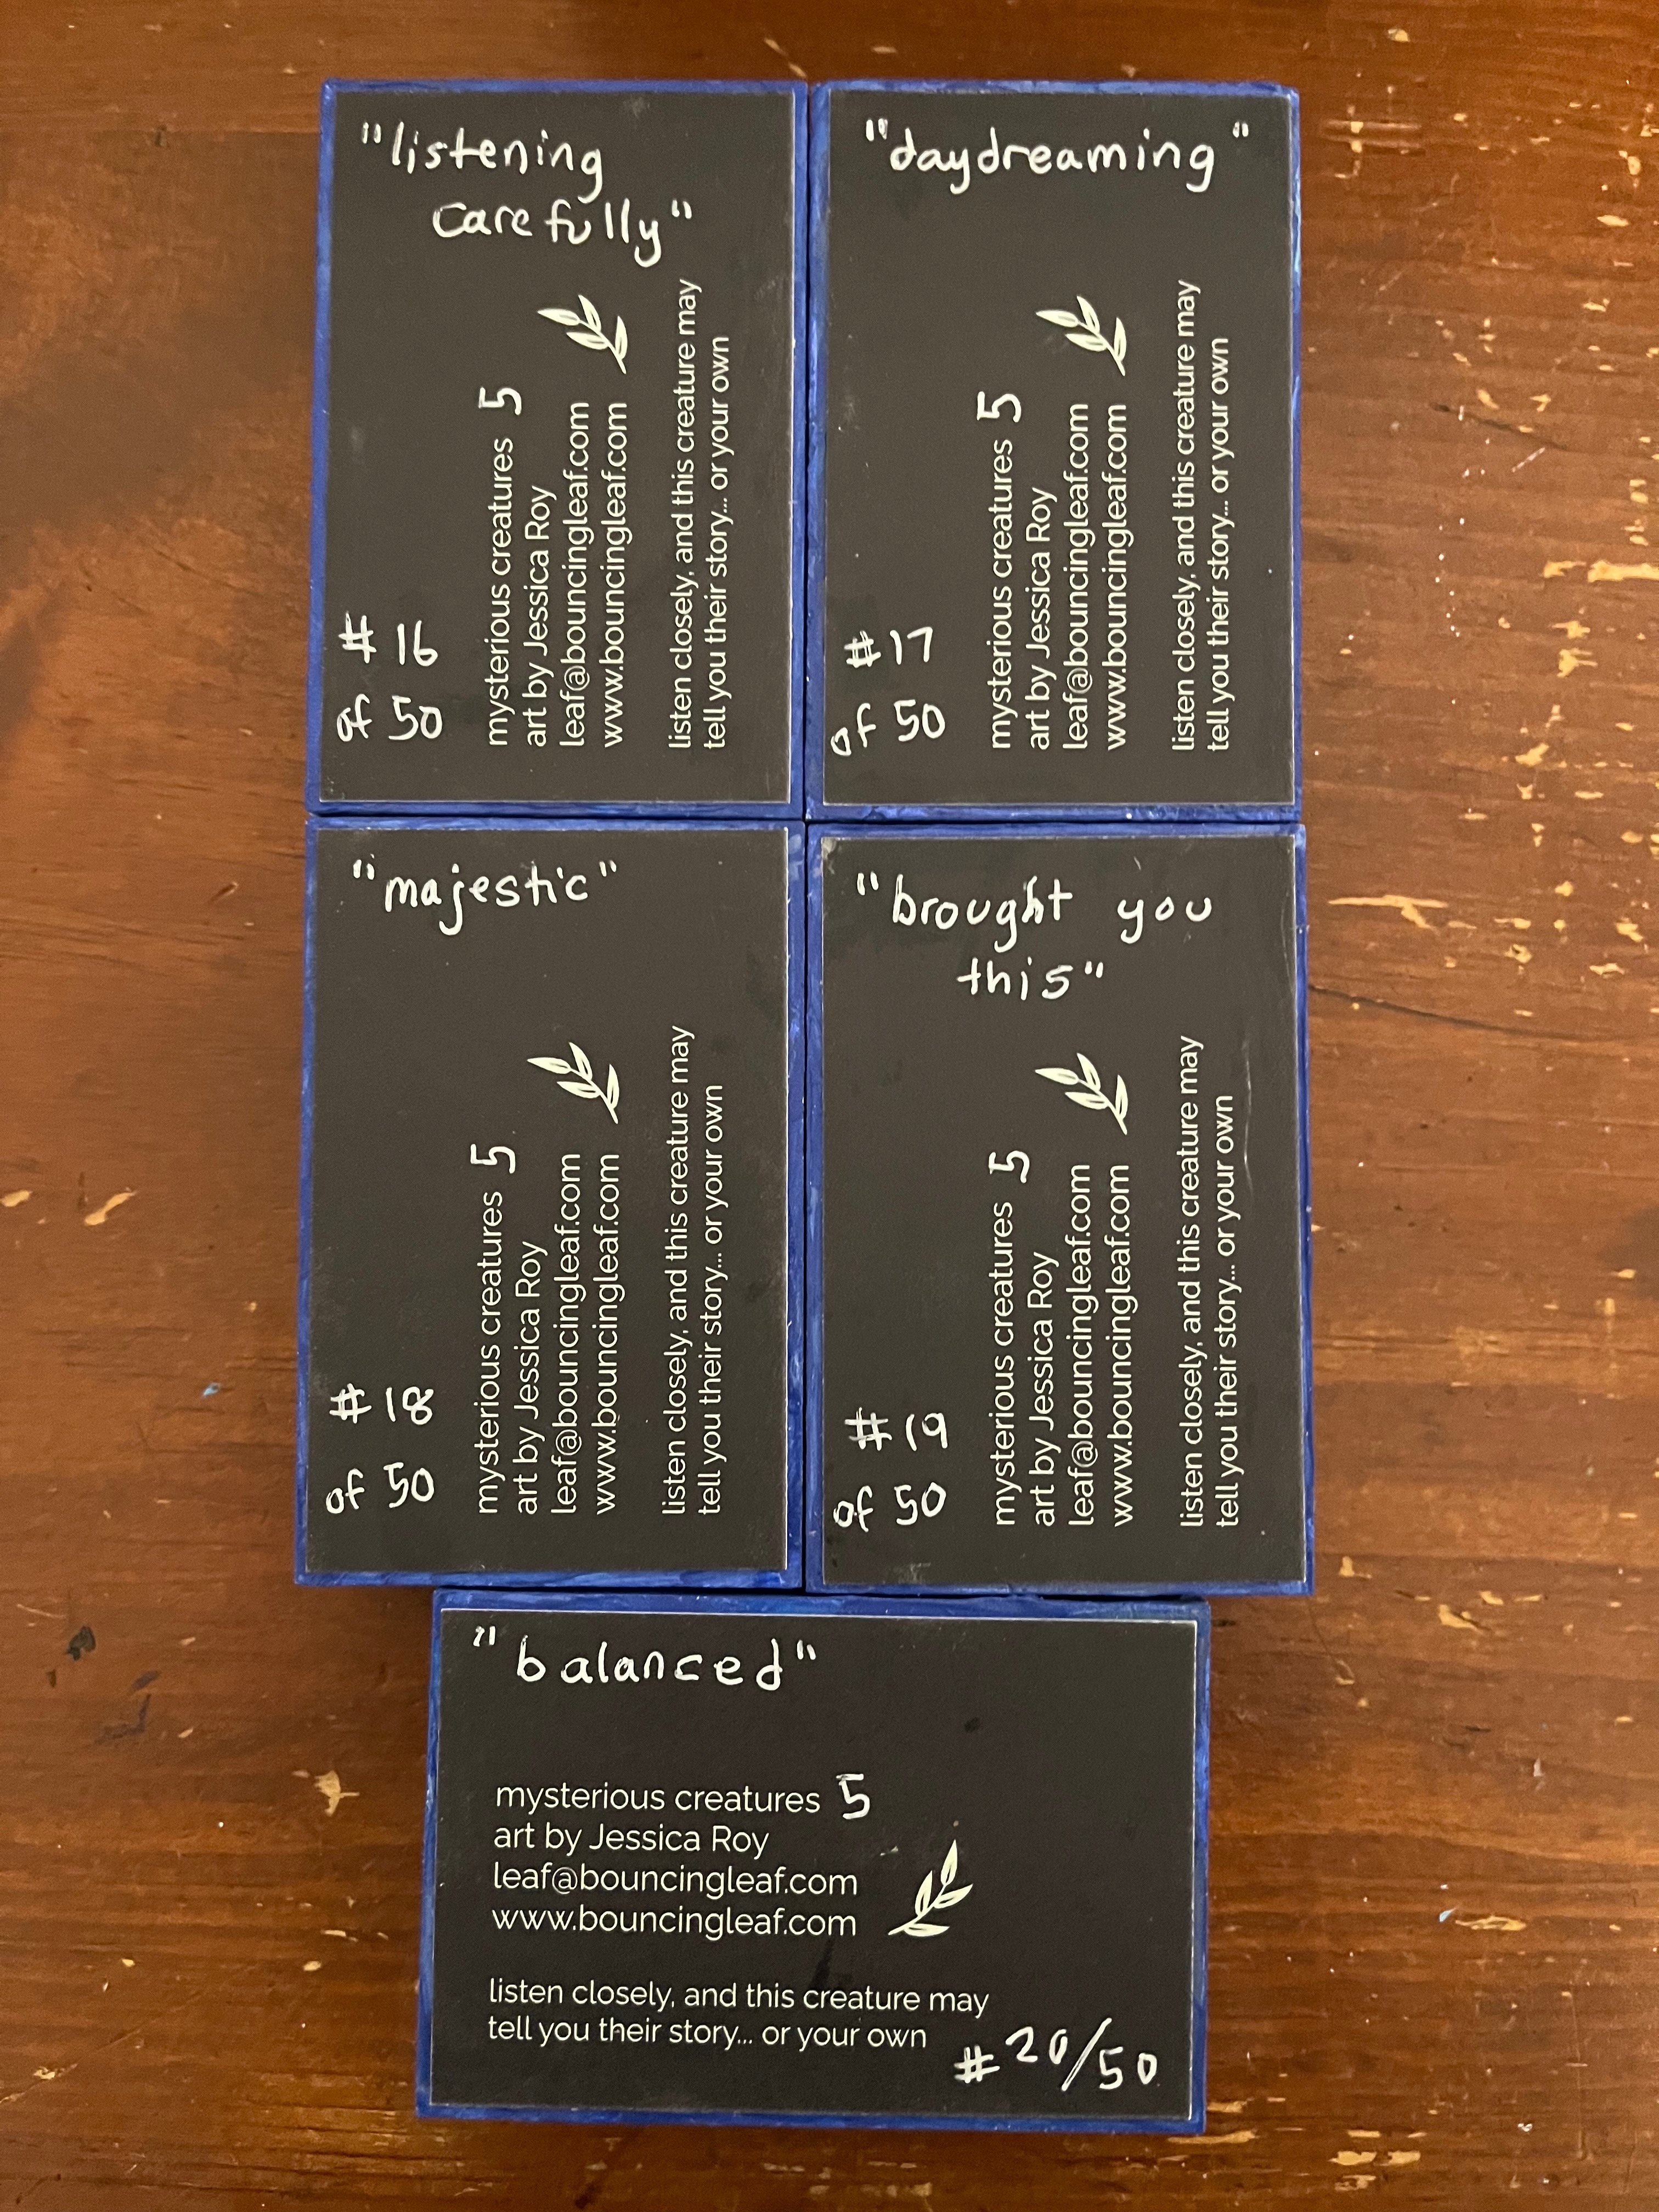 "listening
carefully"
# 16
of 50
mysterious creatures 5
art by Jessica Roy
leaf@bouncingleaf.com
www.bouncingleaf.com
listen closely, and this creature may
tell you their story... or your own
"daydreaming"
#17
of 50
mysterious creatures 5
art by Jessica Roy
leaf@bouncingleaf.com
www.bouncingleaf.com
listen closely, and this creature may
tell you their story... or your own
"majestic"
# 18
of 50
mysterious creatures 5
art by Jessica Roy
leaf@bouncingleaf.com
www.bouncingleaf.com
listen closely, and this creature may
tell you their story... or your own
"brought you
this"
# 19
of 50
mysterious creatures 5
art by Jessica Roy
leaf@bouncingleaf.com
www.bouncingleaf.com
listen closely, and this creature may
tell you their story... or your own
"balanced"
mysterious creatures 5
art by Jessica Roy
leaf@bouncingleaf.com
www.bouncingleaf.com
listen closely, and this creature may
tell you their story... or your own
# 20/50